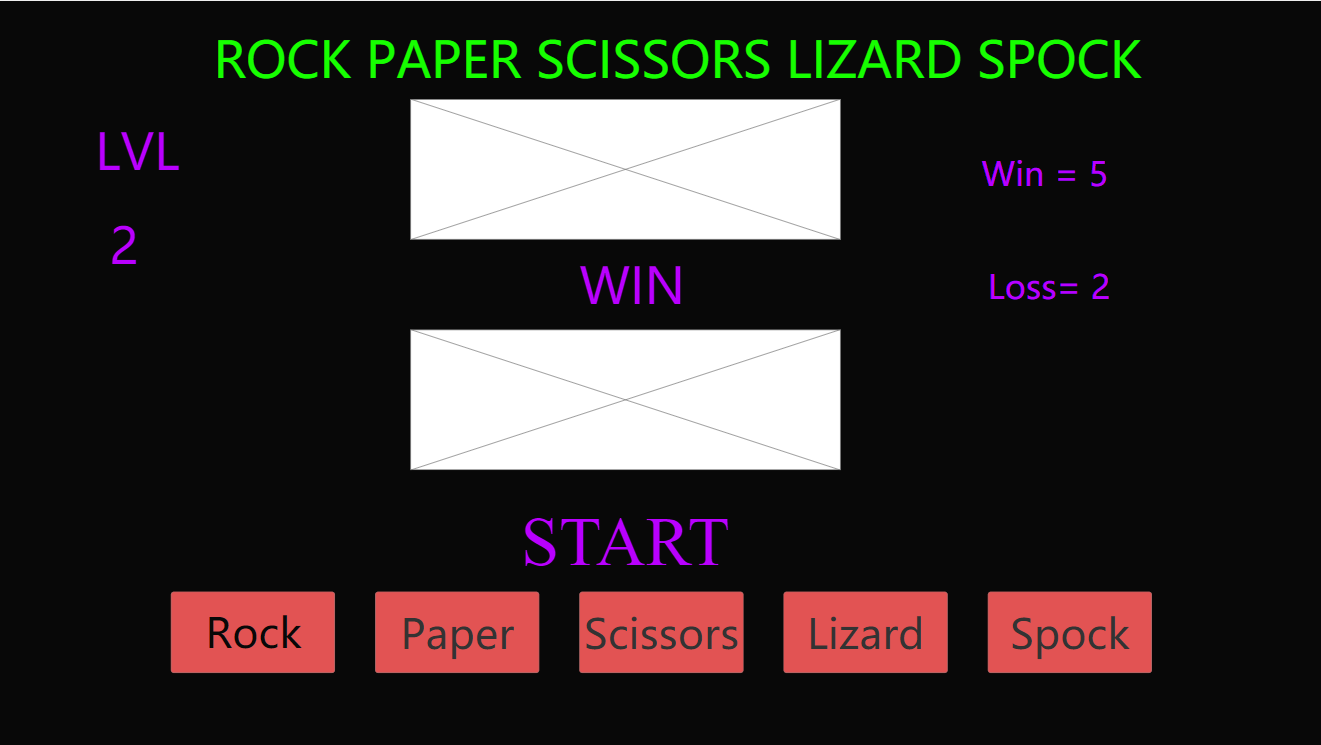 ROCK PAPER SCISSORS LIZARD SPOCK
LVL
2
Win = 5
WIN
Loss= 2
START
Rock
Paper
Scissors
Lizard
Spock